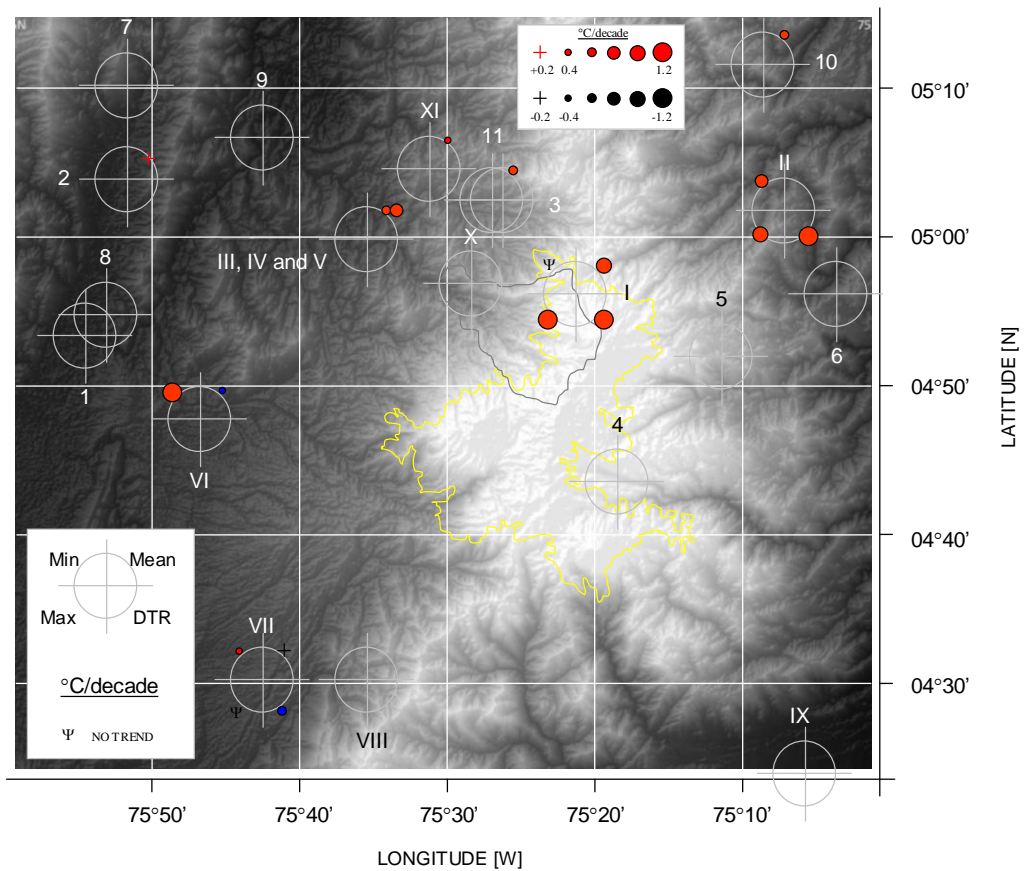 7
9
XI
11
2
3
X
III, IV and V
8
1
VI
°C/decade
+0.2 0.4 1.2
-0.2 -0.4 -1.2
10
II
Ψ
I
5
6
4
Min Mean
Max DTR
°C/decade
Ψ NO TREND
VII
Ψ
VIII
IX
05°10'
05°00'
04°50'
04°40'
04°30'
LATITUDE [N]
75°50' 75°40' 75°30' 75°20' 75°10'
LONGITUDE [W]